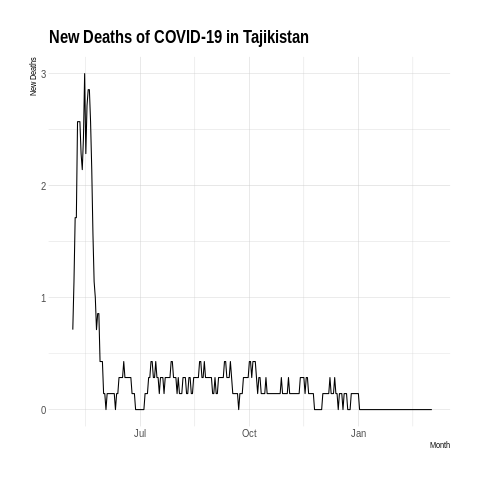 New Deaths of COVID-19 in Tajikistan
New Deaths
3
2
1
0
Jul
Oct
Jan
Month